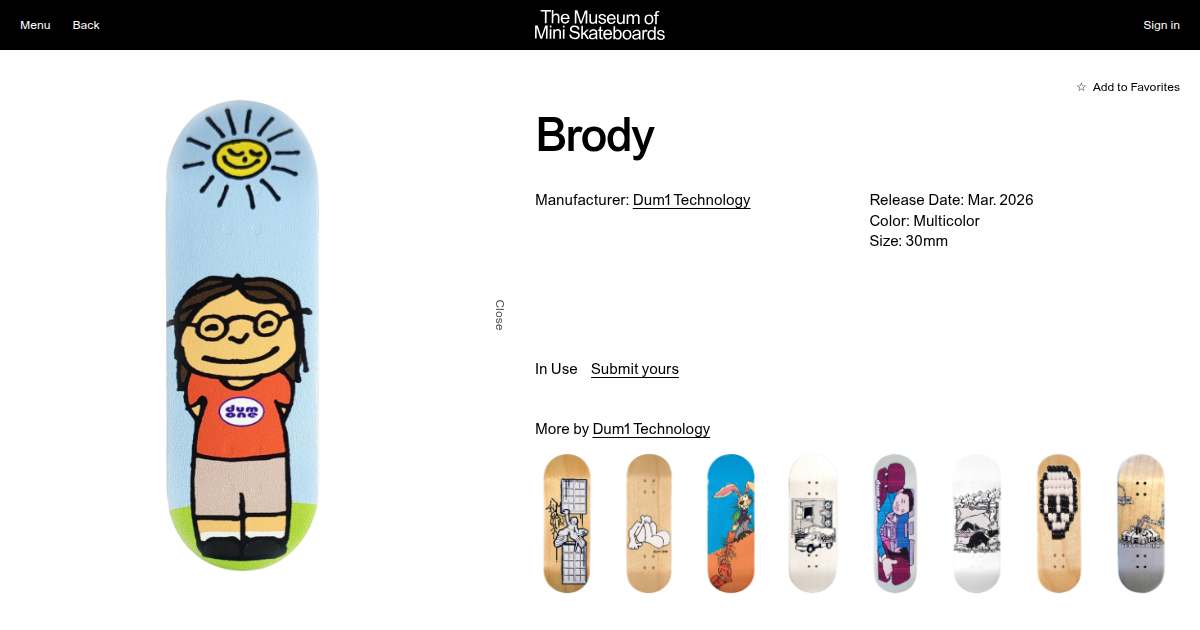 Menu
Back
The Museum of
Mini Skateboards
Sign in
☆ Add to Favorites
Brody
Manufacturer: Dum1 Technology
Release Date: Mar. 2026
Color: Multicolor
Size: 30mm
dum
one
Close
In Use Submit yours
More by Dum1 Technology